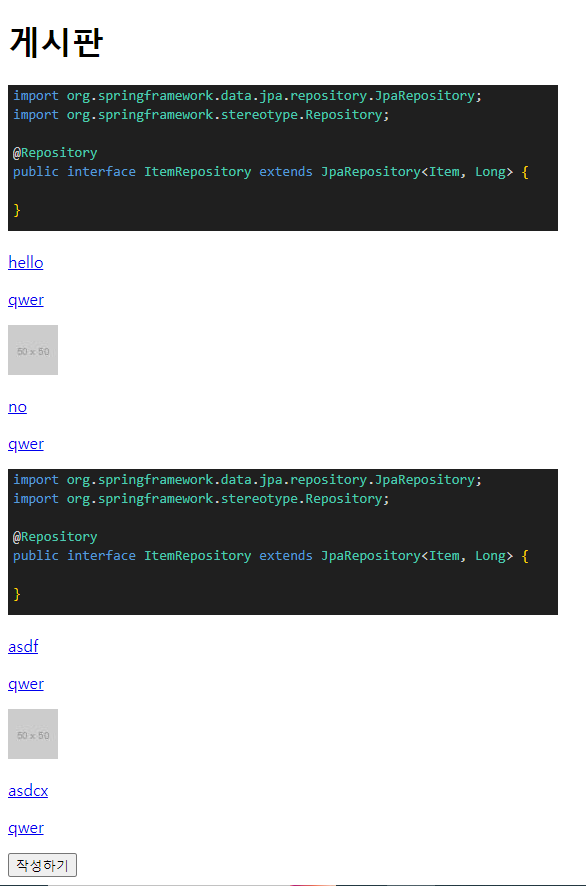 게시판
import org.springframework.data.jpa.repository.JpaRepository;
import org.springframework.stereotype.Repository;
@Repository
public interface ItemRepository extends JpaRepository<Item, Long> {
}
hello
qwer
50 x 50
no
qwer
import org.springframework.data.jpa.repository.JpaRepository;
import org.springframework.stereotype.Repository;
@Repository
public interface ItemRepository extends JpaRepository<Item, Long> {
}
asdf
qwer
50 x 50
asdcx
qwer
작성하기